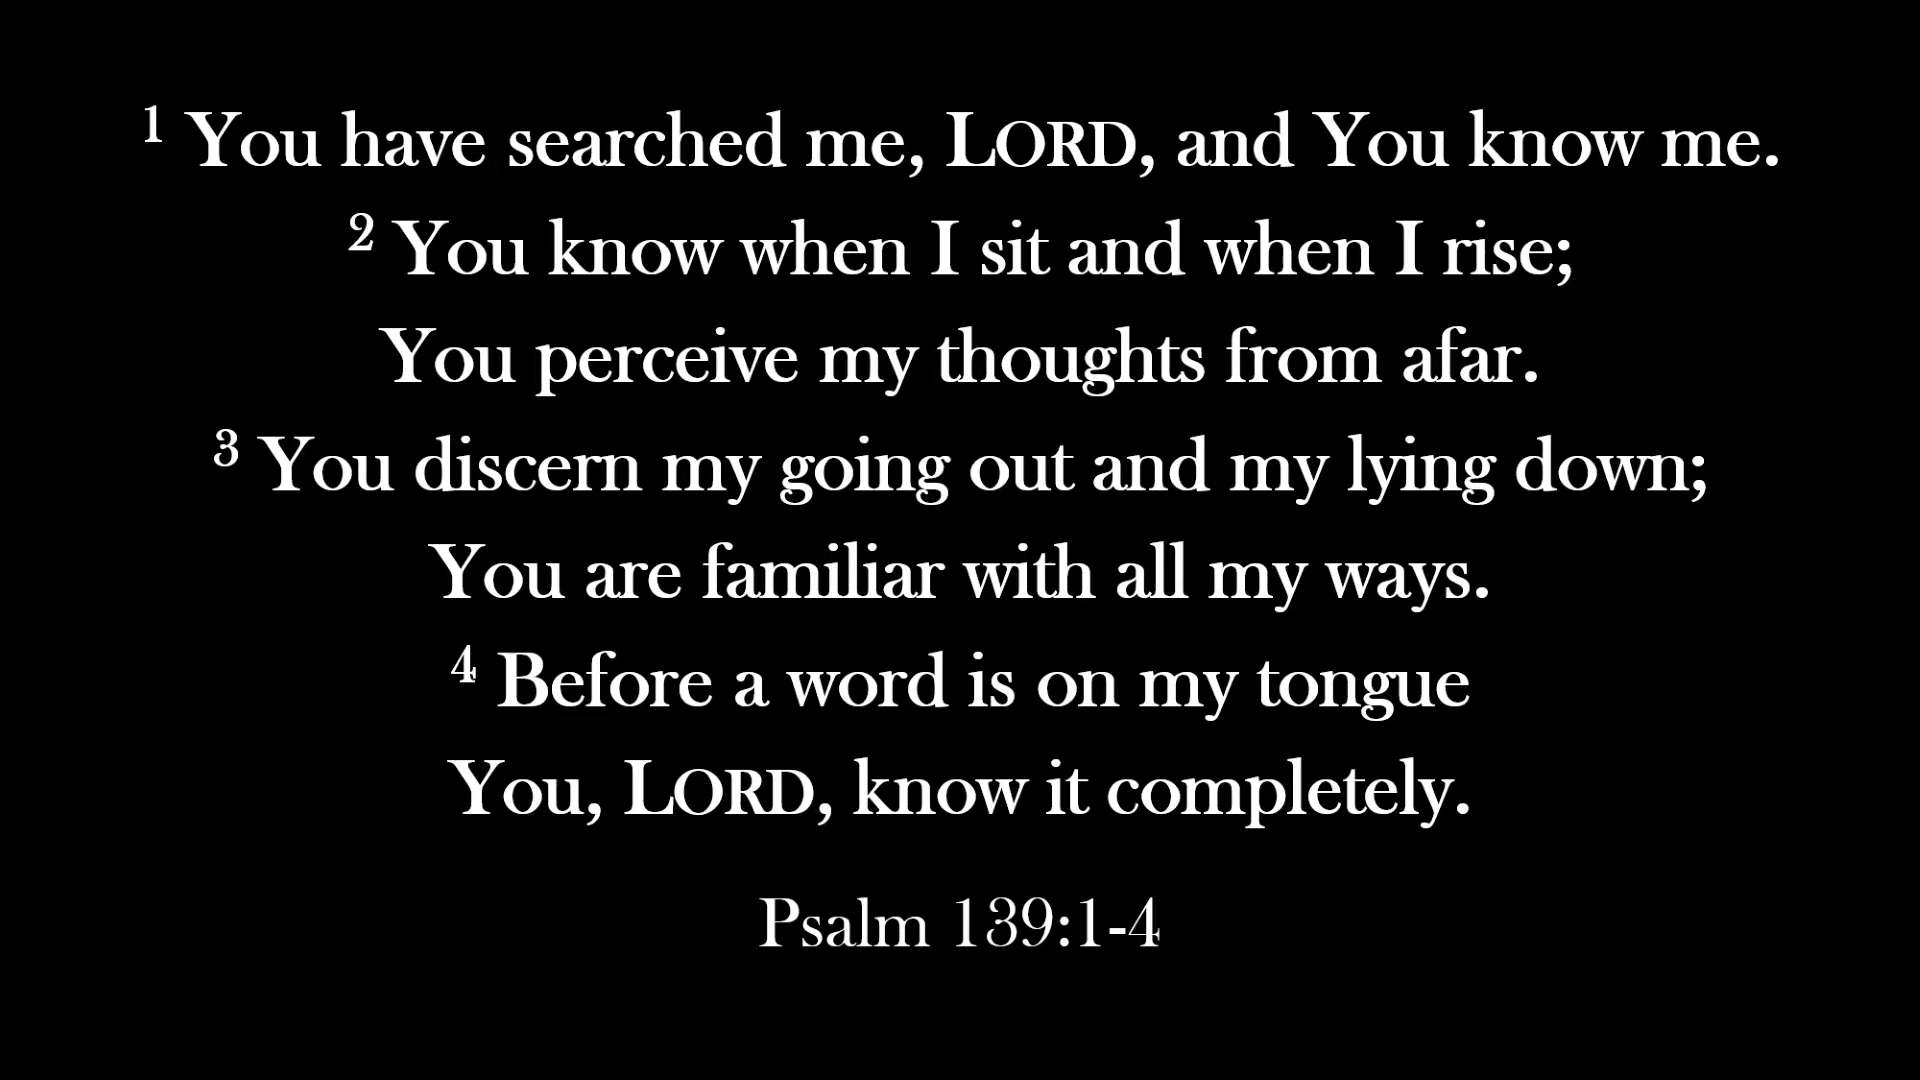 1 You have searched me, LORD, and You know me.
2 You know when I sit and when I rise;
You perceive my thoughts from afar.
3 You discern my going out and my lying down;
You are familiar with all my ways.
4 Before a word is on my tongue
You, LORD, know it completely.
Psalm 139:1-4